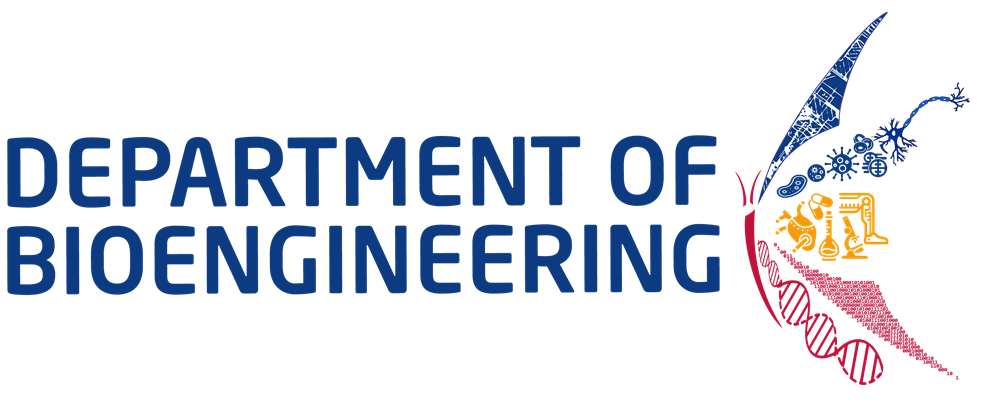 DEPARTMENT OF
BIOENGINEERING